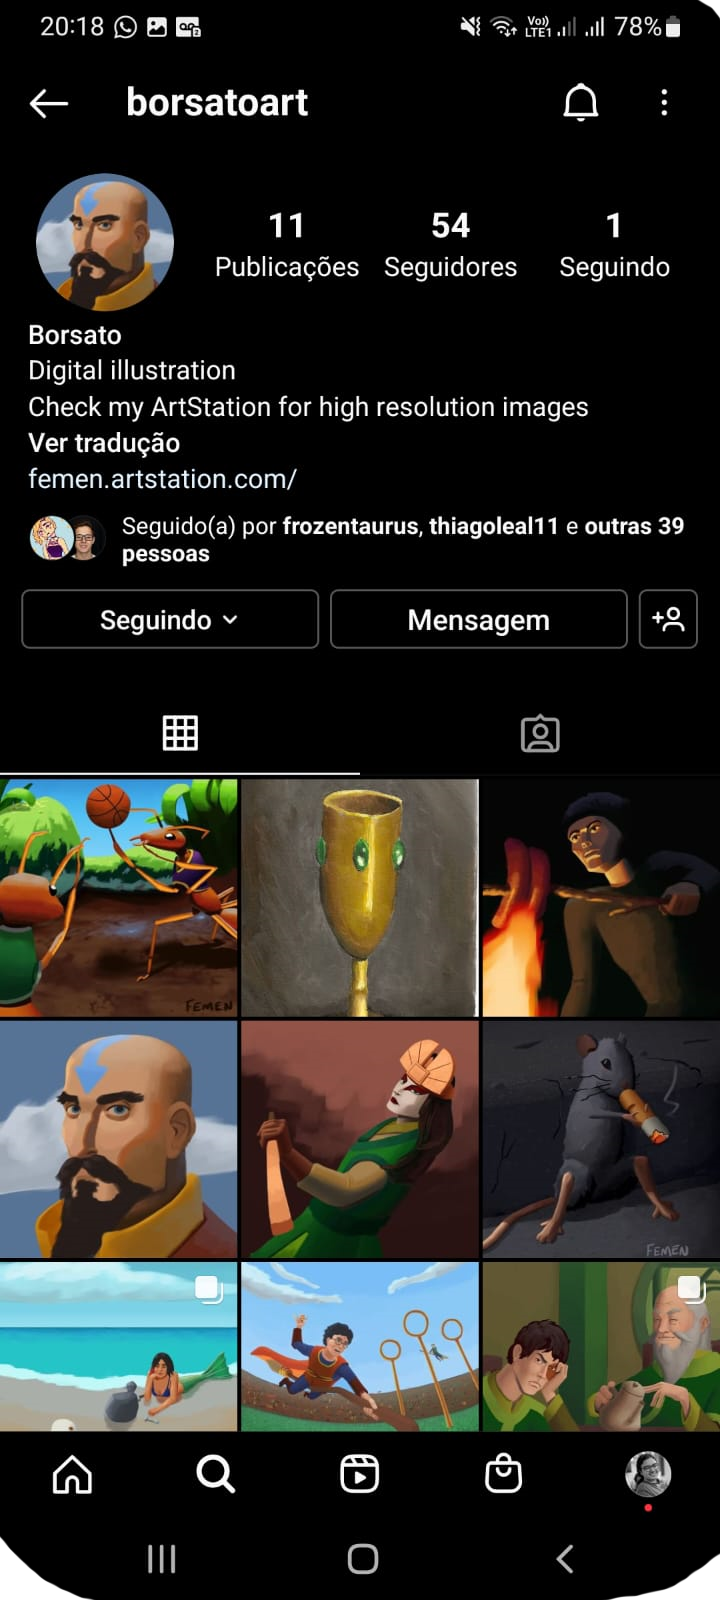 20:18
Vo))
LTE1
78%
borsatoart
11
54
1
Publicações
Seguidores
Seguindo
Borsato
Digital illustration
Check my ArtStation for high resolution images
Ver tradução
femen.artstation.com/
Seguido(a) por frozentaurus, thiagoleal11 e outras 39
pessoas
Seguindo
Mensagem
FEMEN
FEMEN